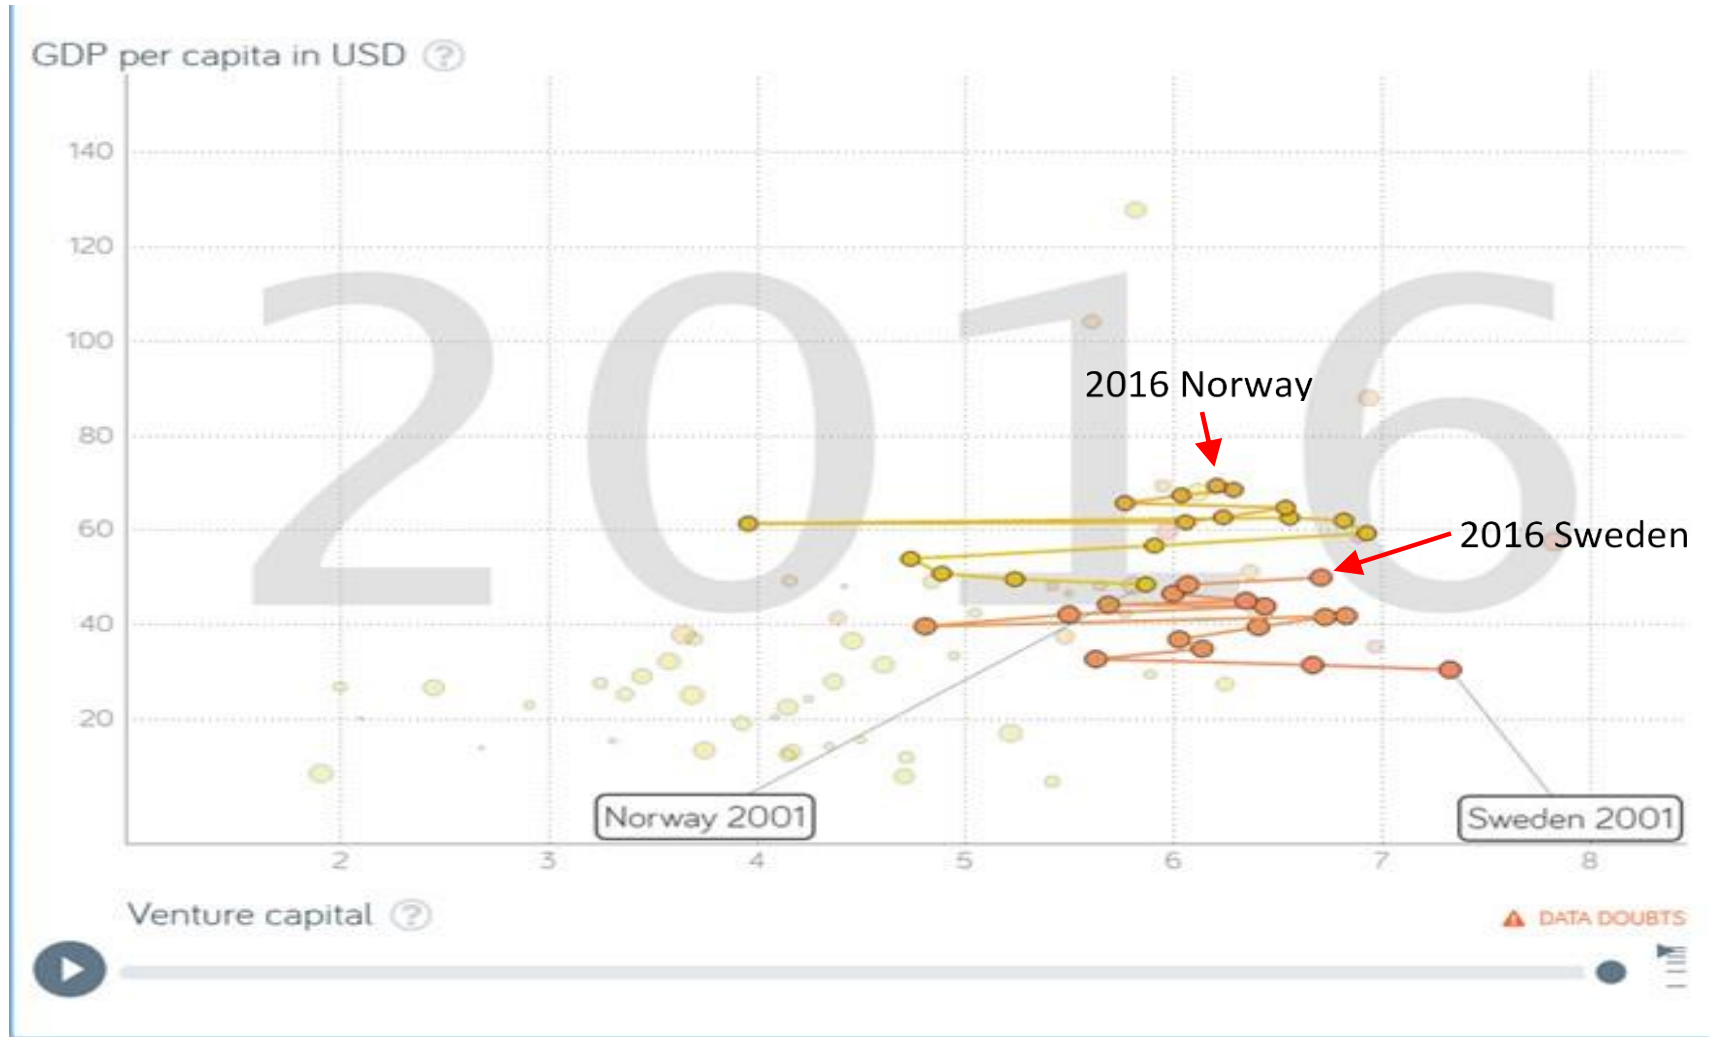 GDP per capita in USD ?
140
120
100
80
60
40
20
2016
2016 Norway
2016 Sweden
Norway 2001
Sweden 2001
2 3 4 5 6 7 8
Venture capital ?
DATA DOUBTS